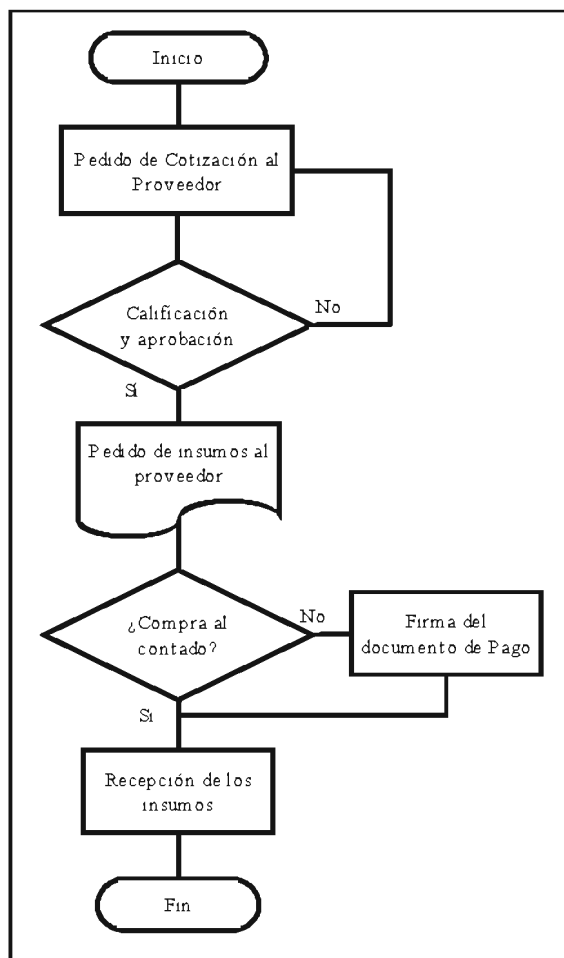 Inicio
Pedido de Cotización al
Proveedor
Calificación
y aprobación
No
Sí
Pedido de insumos al
proveedor
¿Compra al
contado?
No
Firma del
documento de Pago
Si
Recepción de los
insumos
Fin